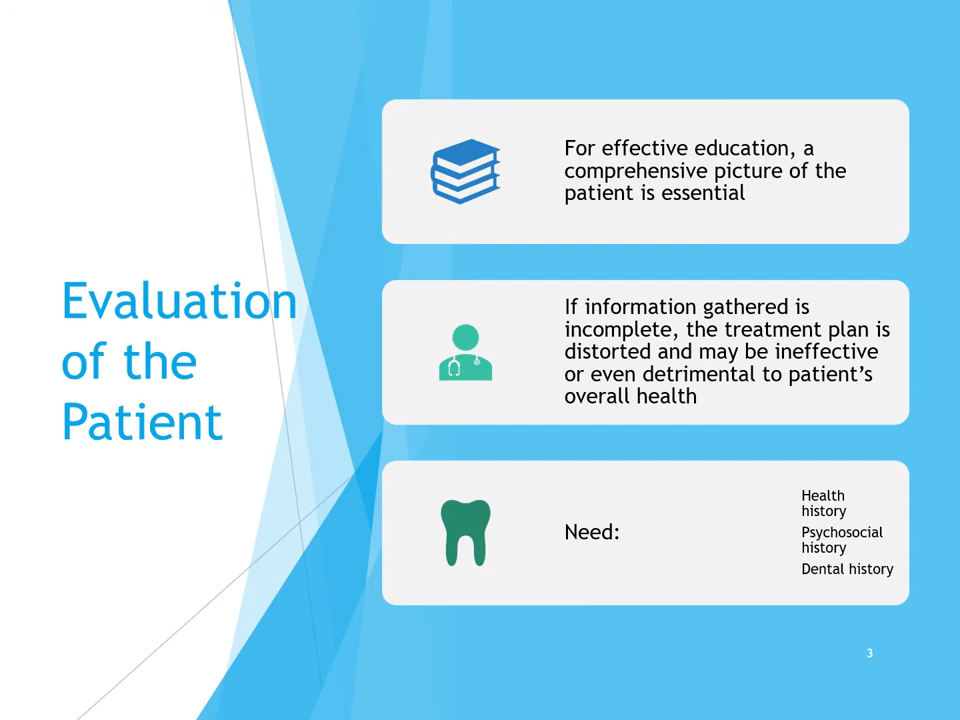 Evaluation
of the
Patient
For effective education, a
comprehensive picture of the
patient is essential
If information gathered is
incomplete, the treatment plan is
distorted and may be ineffective
or even detrimental to patient’s
overall health
Need:
Health
history
Psychosocial
history
Dental history
3